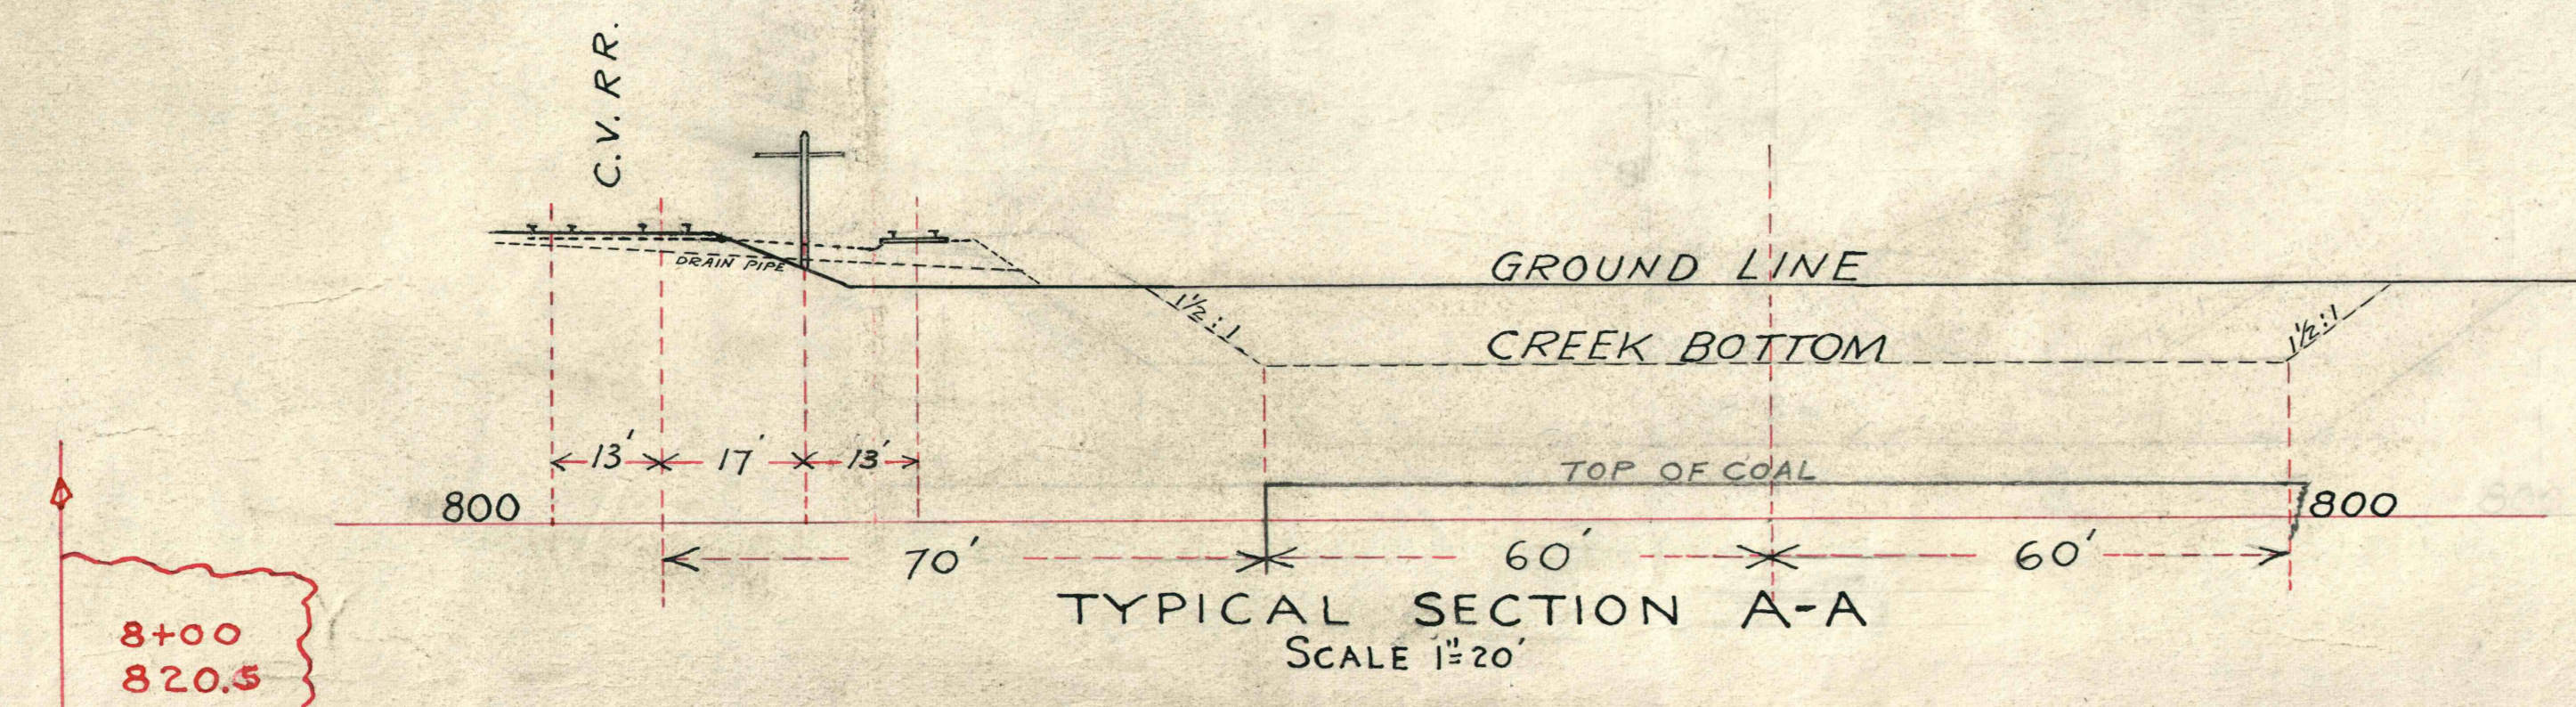 C.V. RR.
DRAIN PIPE
GROUND LINE
1½:1
CREEK BOTTOM
1½:1
13' 17' 13'
TOP OF COAL
800
800
70' 60' 60'
TYPICAL SECTION A-A
SCALE 1"=20'
8+00
820.5